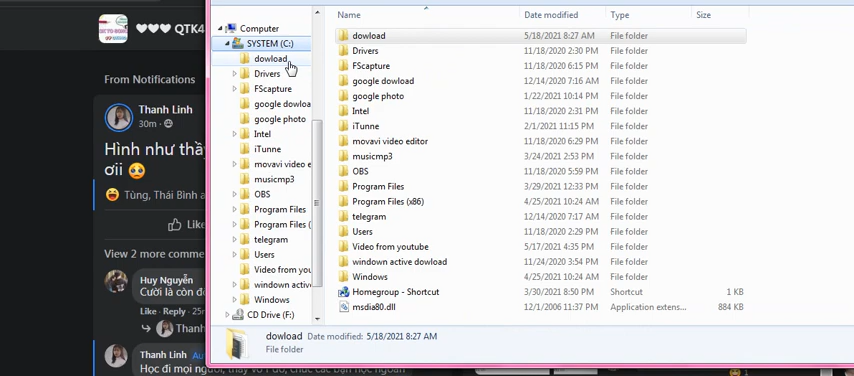 QTK4
From Notifications
Thanh Linh
30m ·
Hình như thầy
ơii 🥺
Tùng, Thái Bình
Like
View 2 more comme
Huy Nguyễn
Cười là còn đ
Like · Reply · 25
Thanh
Thanh Linh Au
Học đi mọi người, thầy vô
Computer
SYSTEM (C:)
dowload
Drivers
FScapture
google dowloa
google photo
Intel
iTunne
movavi video e
musicmp3
OBS
Program Files
Program Files (
telegram
Users
Video from you
windown active
Windows
CD Drive (F:)
Name Date modified Type Size
dowload 5/18/2021 8:27 AM File folder
Drivers 11/18/2020 2:30 PM File folder
FScapture 11/18/2020 6:15 PM File folder
google dowload 12/14/2020 7:16 AM File folder
google photo 1/22/2021 10:14 PM File folder
Intel 11/18/2020 2:31 PM File folder
iTunne 2/1/2021 11:15 PM File folder
movavi video editor 11/18/2020 6:29 PM File folder
musicmp3 3/24/2021 2:53 PM File folder
OBS 11/18/2020 5:59 PM File folder
Program Files 3/29/2021 12:33 PM File folder
Program Files (x86) 4/25/2021 10:24 AM File folder
telegram 12/14/2020 7:17 AM File folder
Users 11/18/2020 2:29 PM File folder
Video from youtube 5/17/2021 4:35 PM File folder
windown active dowload 11/24/2020 3:54 PM File folder
Windows 4/25/2021 10:24 AM File folder
Homegroup - Shortcut 3/30/2021 8:50 PM Shortcut 1 KB
msdia80.dll 12/1/2006 11:37 PM Application extens... 884 KB
dowload Date modified: 5/18/2021 8:27 AM
File folder